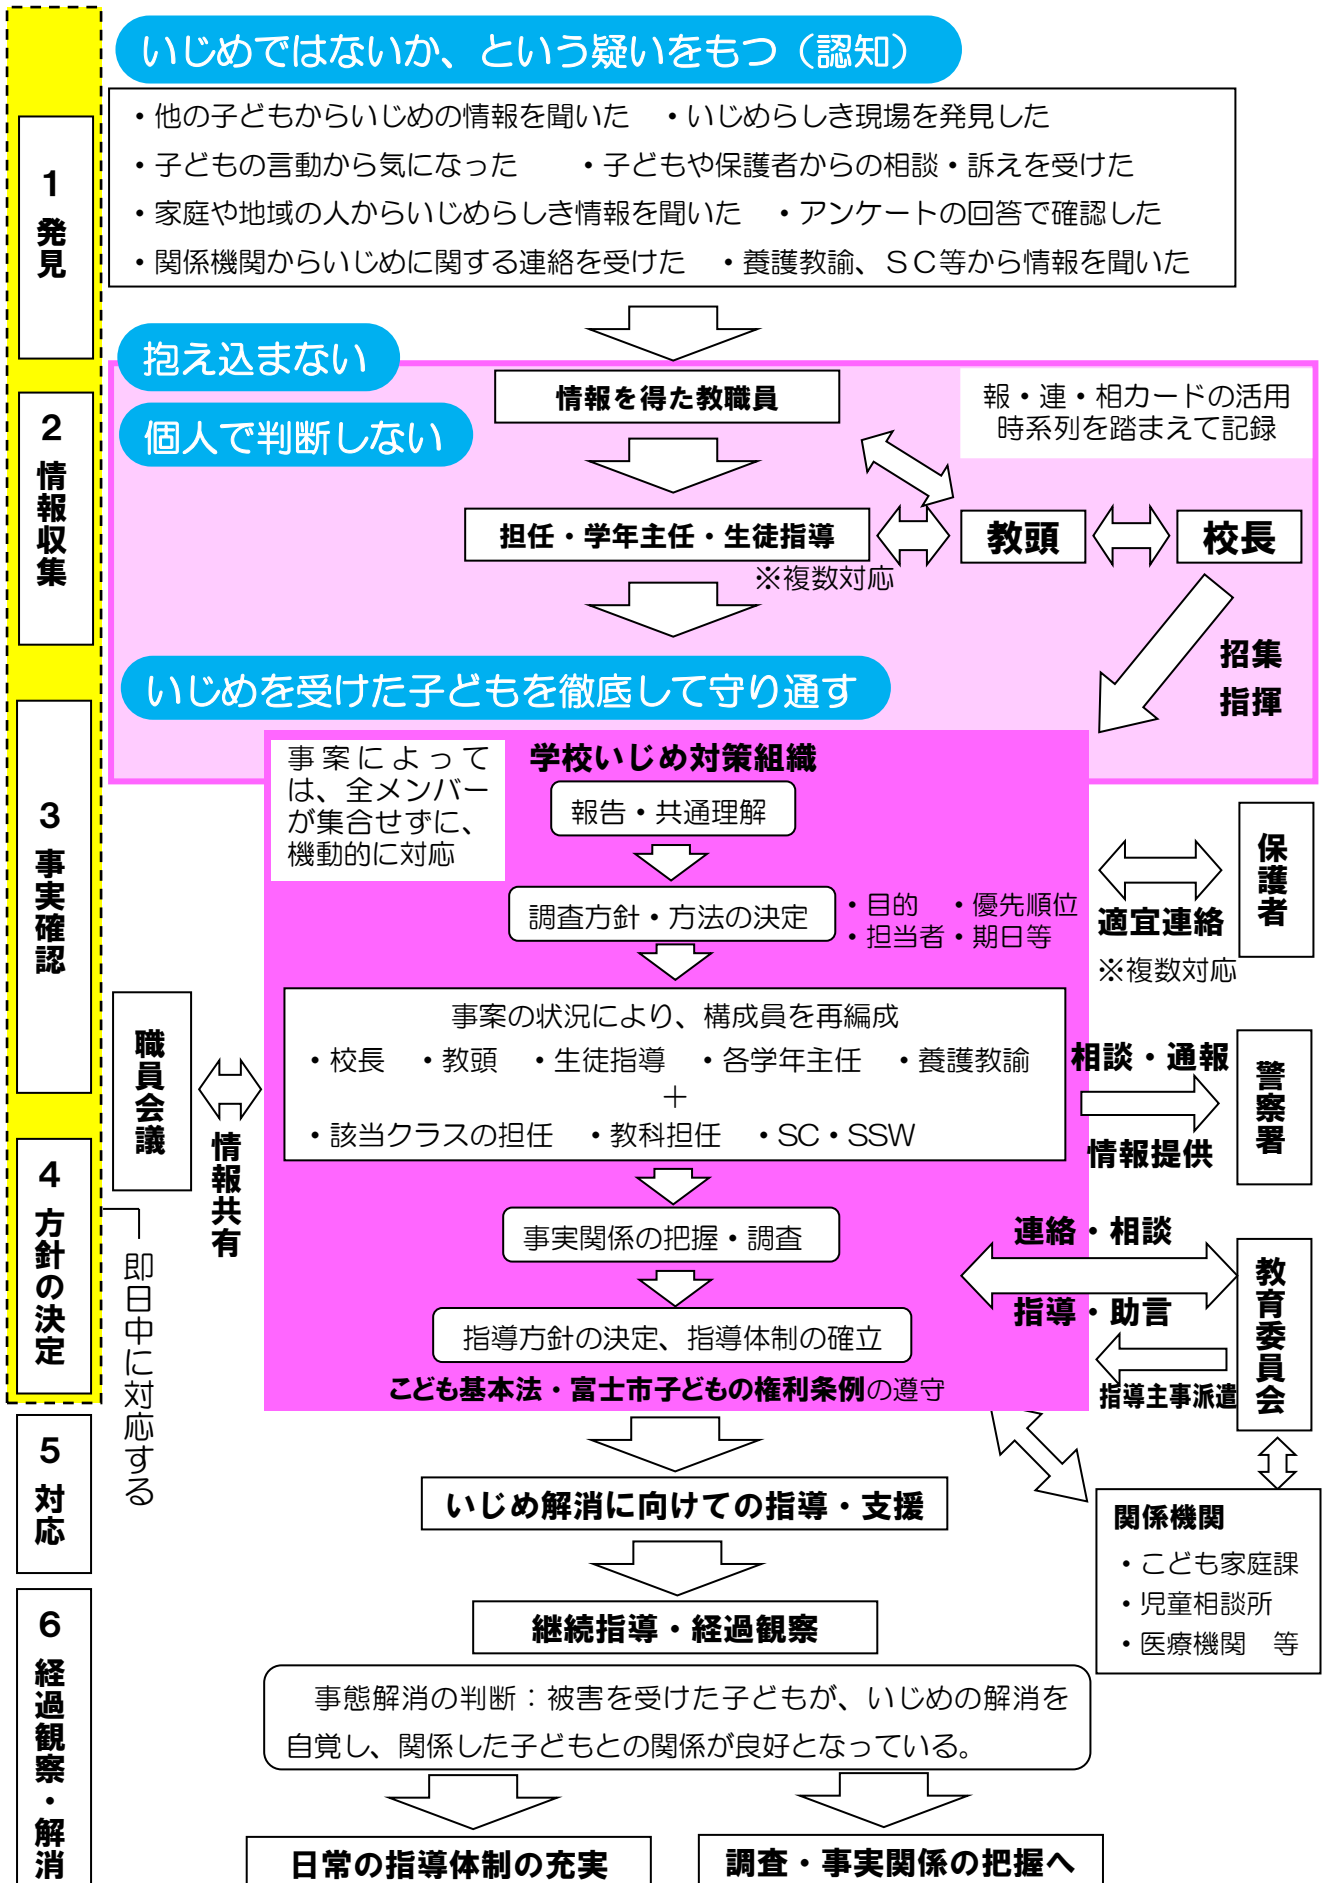 いじめではないか、という疑いをもつ（認知）
1 発見
・他の子どもからいじめの情報を聞いた　・いじめらしき現場を発見した
・子どもの言動から気になった　・子どもや保護者からの相談・訴えを受けた
・家庭や地域の人からいじめらしき情報を聞いた　・アンケートの回答で確認した
・関係機関からいじめに関する連絡を受けた　・養護教諭、ＳＣ等から情報を聞いた
抱え込まない
個人で判断しない
2 情報収集
情報を得た教職員
報・連・相カードの活用
時系列を踏まえて記録
担任・学年主任・生徒指導
※複数対応
教頭
校長
招集
指揮
いじめを受けた子どもを徹底して守り通す
3 事実確認
事案によって
は、全メンバー
が集合せずに、
機動的に対応
学校いじめ対策組織
報告・共通理解
調査方針・方法の決定
・目的　・優先順位
・担当者・期日等
保護者
適宜連絡
※複数対応
職員会議
情報共有
事案の状況により、構成員を再編成
・校長　・教頭　・生徒指導　・各学年主任　・養護教諭
＋
・該当クラスの担任　・教科担任　・SC・SSW
相談・通報
情報提供
警察署
4 方針の決定
即日中に対応する
事実関係の把握・調査
指導方針の決定、指導体制の確立
こども基本法・富士市子どもの権利条例の遵守
連絡・相談
指導・助言
指導主事派遣
教育委員会
5 対応
いじめ解消に向けての指導・支援
関係機関
・こども家庭課
・児童相談所
・医療機関　等
6 経過観察・解消
継続指導・経過観察
事態解消の判断：被害を受けた子どもが、いじめの解消を
自覚し、関係した子どもとの関係が良好となっている。
日常の指導体制の充実
調査・事実関係の把握へ